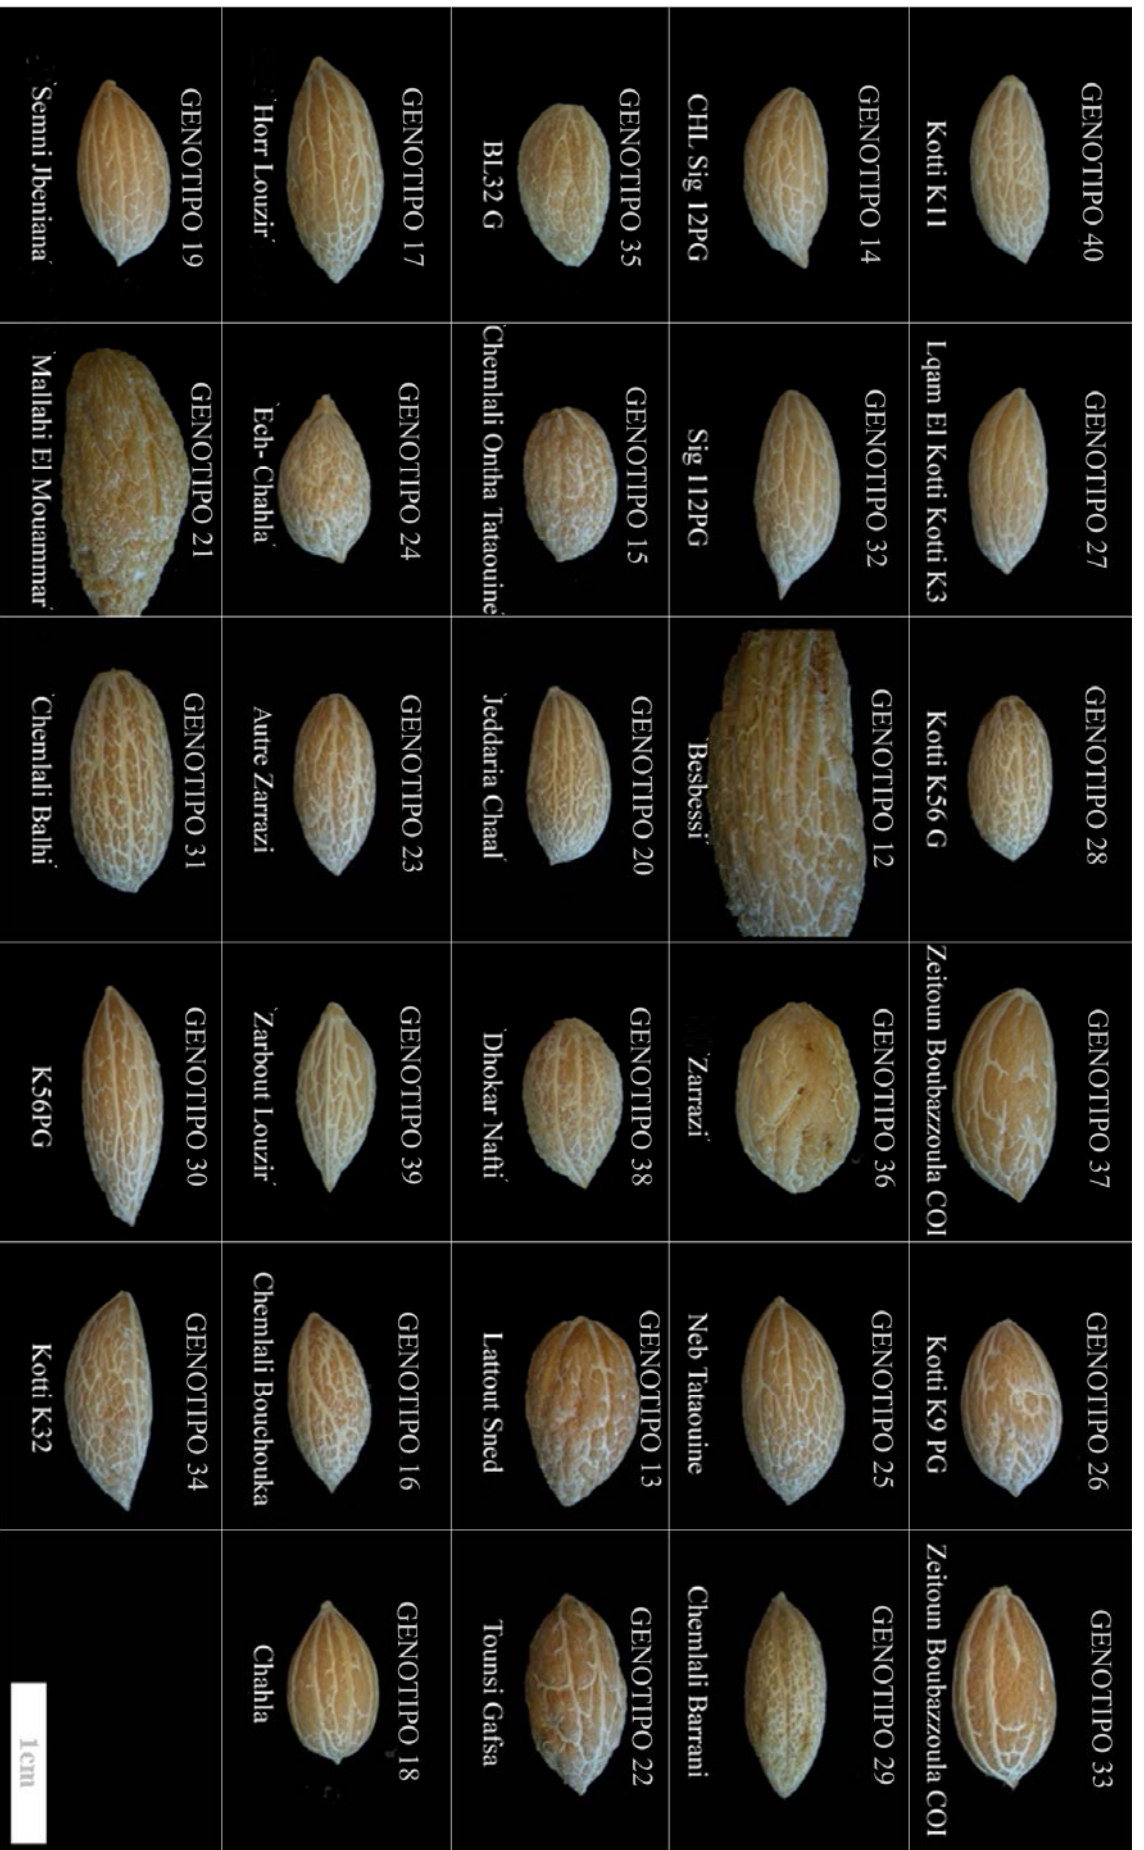 GENOTIPO 40
Kotti K11
GENOTIPO 27
Lqam El Kotti Kotti K3
GENOTIPO 28
Kotti K56 G
GENOTIPO 37
Zeitoun Boubazzoula COI
GENOTIPO 26
Kotti K9 PG
GENOTIPO 33
Zeitoun Boubazzoula COI
GENOTIPO 14
CHL Sig 12PG
GENOTIPO 32
Sig 112PG
GENOTIPO 12
'Besbessi'
GENOTIPO 36
'Zarrazi'
GENOTIPO 25
Neb Tataouine
GENOTIPO 29
Chemlali Barrani
GENOTIPO 35
BL32 G
GENOTIPO 15
'Chemlali Ontha Tataouine'
GENOTIPO 20
'Jeddaria Chaal'
GENOTIPO 38
'Dhokar Nafti'
GENOTIPO 13
Lattout Sned
GENOTIPO 22
Tounsi Gafsa
GENOTIPO 17
'Horr Louzir'
GENOTIPO 24
'Ech- Chahla'
GENOTIPO 23
Autre Zarrazi
GENOTIPO 39
'Zarbout Louzir'
GENOTIPO 16
Chemlali Bouchouka
GENOTIPO 18
Chahla
GENOTIPO 19
'Semni Jbeniana'
GENOTIPO 21
'Mallahi El Mouammar'
GENOTIPO 31
'Chemlali Balhi'
GENOTIPO 30
K56PG
GENOTIPO 34
Kotti K32
1cm